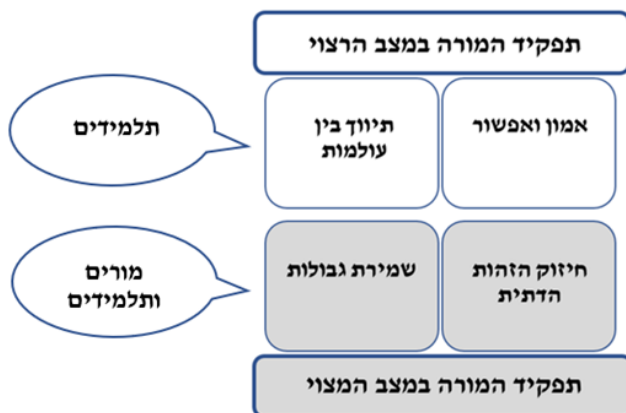 תפקיד המורה במצב הרצוי
אמון ואפשור
תיווך בין
עולמות
תלמידים
חיזוק הזהות
הדתית
שמירת גבולות
מורים
ותלמידים
תפקיד המורה במצב המצוי